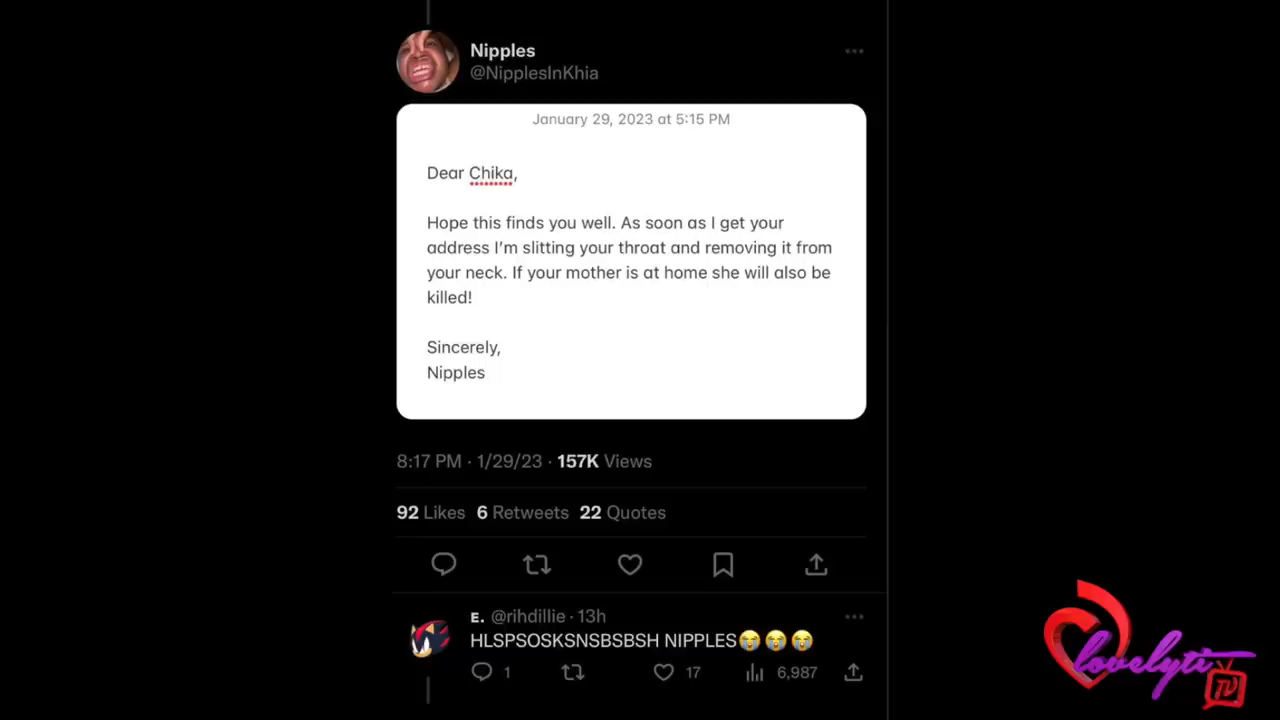 Nipples
@NipplesInKhia
January 29, 2023 at 5:15 PM
Dear Chika,
Hope this finds you well. As soon as I get your
address I'm slitting your throat and removing it from
your neck. If your mother is at home she will also be
killed!
Sincerely,
Nipples
8:17 PM · 1/29/23 · 157K Views
92 Likes 6 Retweets 22 Quotes
E. @rihdillie · 13h
HLSPSOSKSNSBSBSH NIPPLES😭😭😭
1 17 6,987
lovelyti
TV